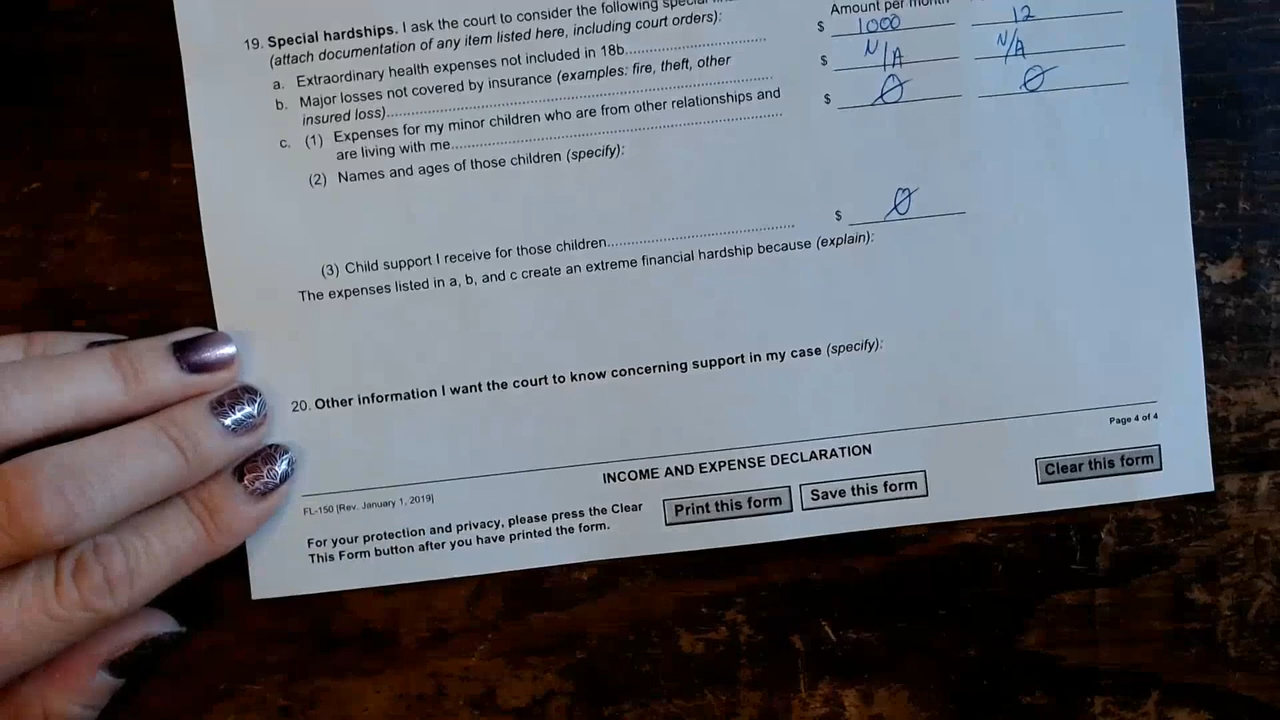 19. Special hardships. I ask the court to consider the following special
(attach documentation of any item listed here, including court orders):
Amount per month
a. Extraordinary health expenses not included in 18b. $ 1000 12
b. Major losses not covered by insurance (examples: fire, theft, other
insured loss) $ N/A N/A
c. (1) Expenses for my minor children who are from other relationships and
are living with me $ 0 0
(2) Names and ages of those children (specify):
(3) Child support I receive for those children $ 0
The expenses listed in a, b, and c create an extreme financial hardship because (explain):
20. Other information I want the court to know concerning support in my case (specify):
Page 4 of 4
FL-150 [Rev. January 1, 2019]
INCOME AND EXPENSE DECLARATION
For your protection and privacy, please press the Clear
This Form button after you have printed the form.
Print this form
Save this form
Clear this form